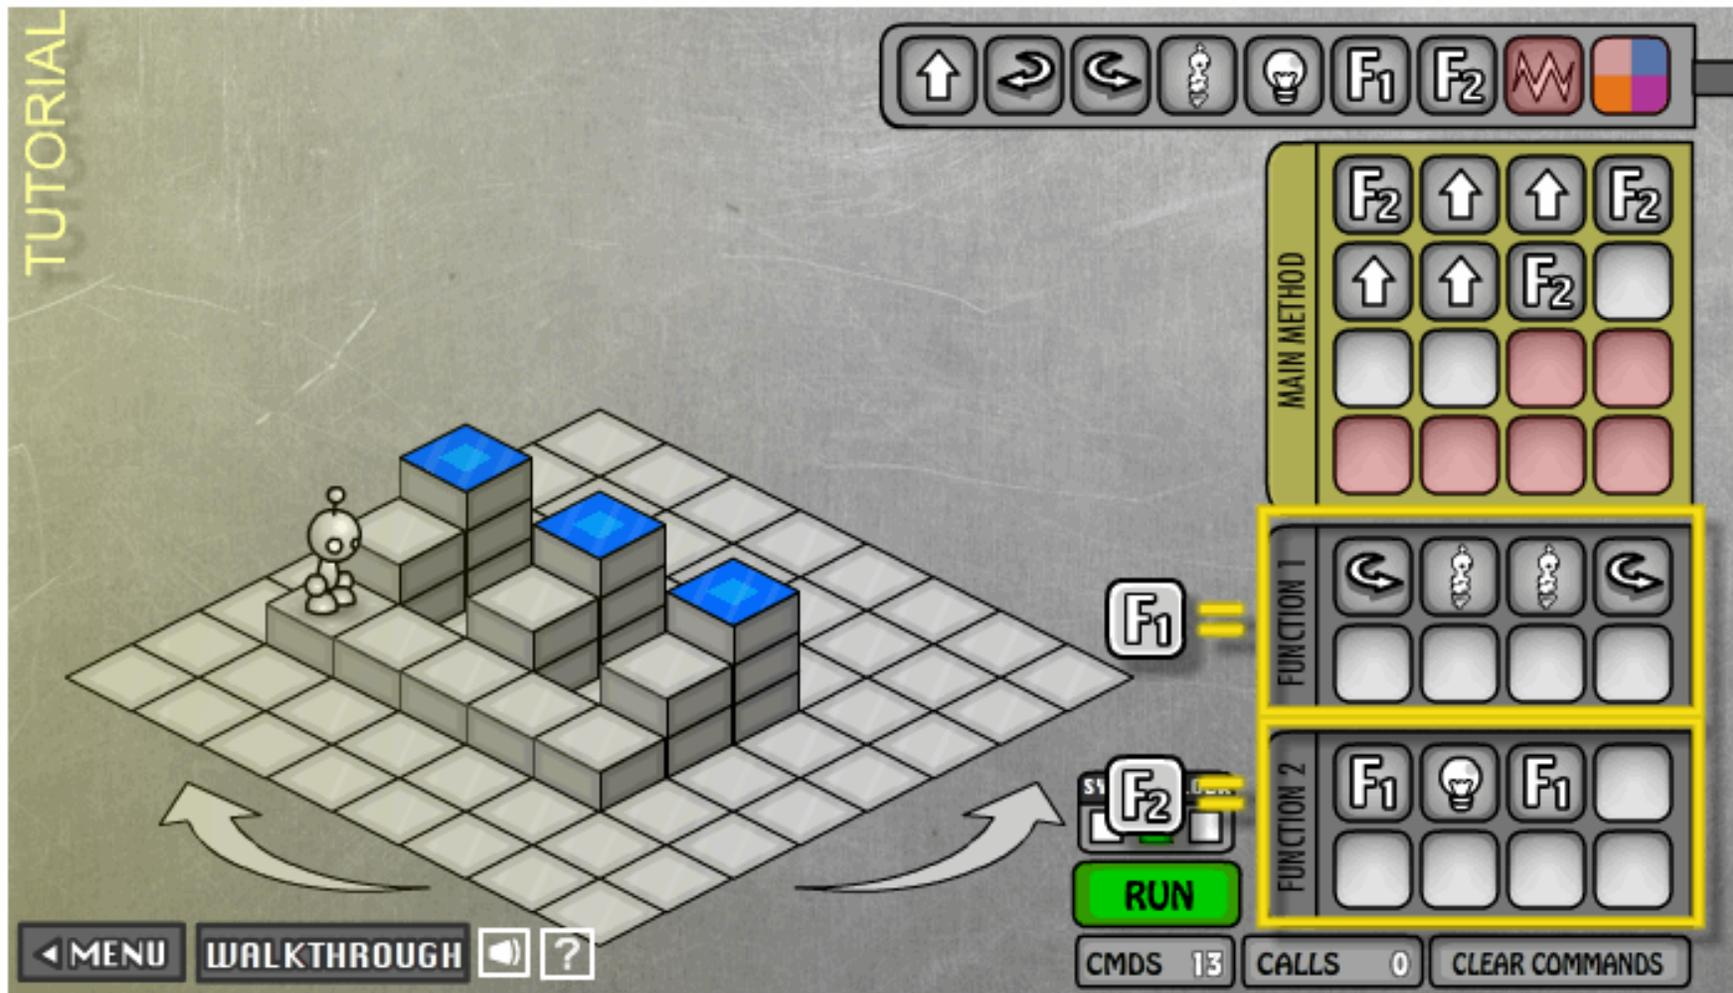 TUTORIAL
F1 F2
MAIN METHOD
F2 F2
F2
F1
FUNCTION 1
F2
FUNCTION 2
F1 F1
RUN
MENU
WALKTHROUGH
?
CMDS 13
CALLS 0
CLEAR COMMANDS